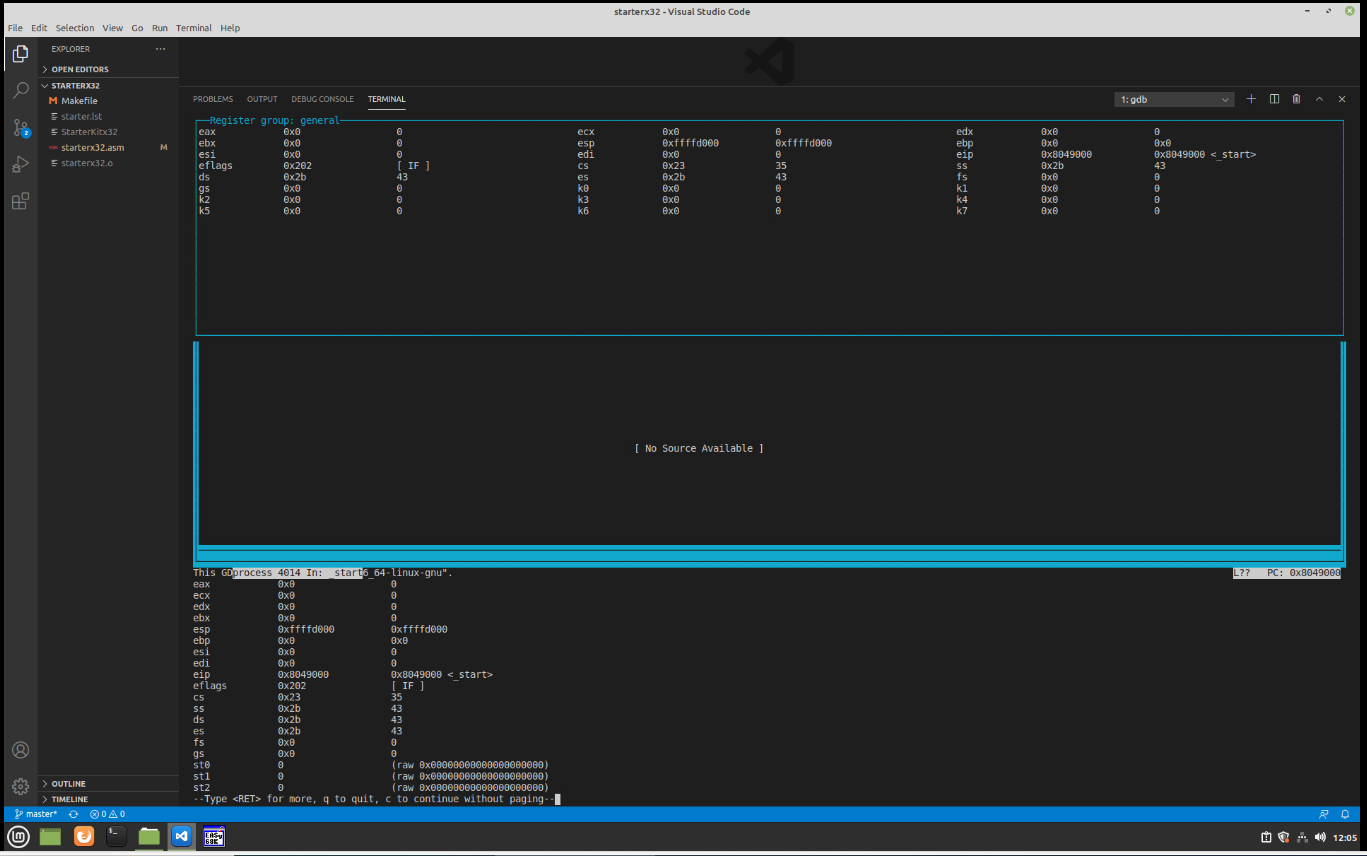 starterx32 - Visual Studio Code
File Edit Selection View Go Run Terminal Help
EXPLORER ...
OPEN EDITORS
STARTERX32
M Makefile
starter.lst
StarterKitx32
starterx32.asm M
starterx32.o
2
OUTLINE
TIMELINE
PROBLEMS OUTPUT DEBUG CONSOLE TERMINAL 1: gdb
Register group: general
eax 0x0 0 ecx 0x0 0 edx 0x0 0
ebx 0x0 0 esp 0xffffd000 0xffffd000 ebp 0x0 0x0
esi 0x0 0 edi 0x0 0 eip 0x8049000 0x8049000 <_start>
eflags 0x202 [ IF ] cs 0x23 35 ss 0x2b 43
ds 0x2b 43 es 0x2b 43 fs 0x0 0
gs 0x0 0 k0 0x0 0 k1 0x0 0
k2 0x0 0 k3 0x0 0 k4 0x0 0
k5 0x0 0 k6 0x0 0 k7 0x0 0
[ No Source Available ]
This GDprocess 4014 In: _start6_64-linux-gnu". L?? PC: 0x8049000
eax 0x0 0
ecx 0x0 0
edx 0x0 0
ebx 0x0 0
esp 0xffffd000 0xffffd000
ebp 0x0 0x0
esi 0x0 0
edi 0x0 0
eip 0x8049000 0x8049000 <_start>
eflags 0x202 [ IF ]
cs 0x23 35
ss 0x2b 43
ds 0x2b 43
es 0x2b 43
fs 0x0 0
gs 0x0 0
st0 0 (raw 0x00000000000000000000)
st1 0 (raw 0x00000000000000000000)
st2 0 (raw 0x00000000000000000000)
--Type <RET> for more, q to quit, c to continue without paging--
master* 0 0
EASy 68K
12:05